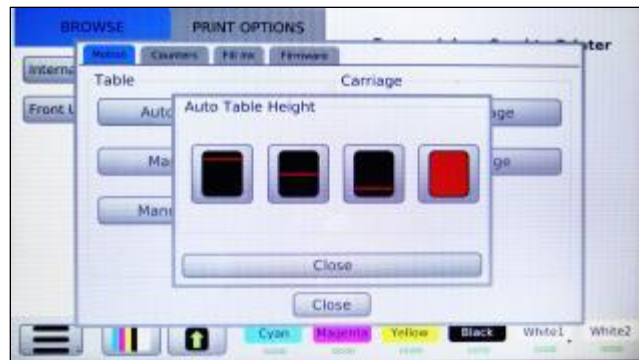 BROWSE PRINT OPTIONS
Motion Counters Fill Ink Firmware
Table Carriage
Auto Table Height
Close
Close
Cyan Magenta Yellow Black White1 White2